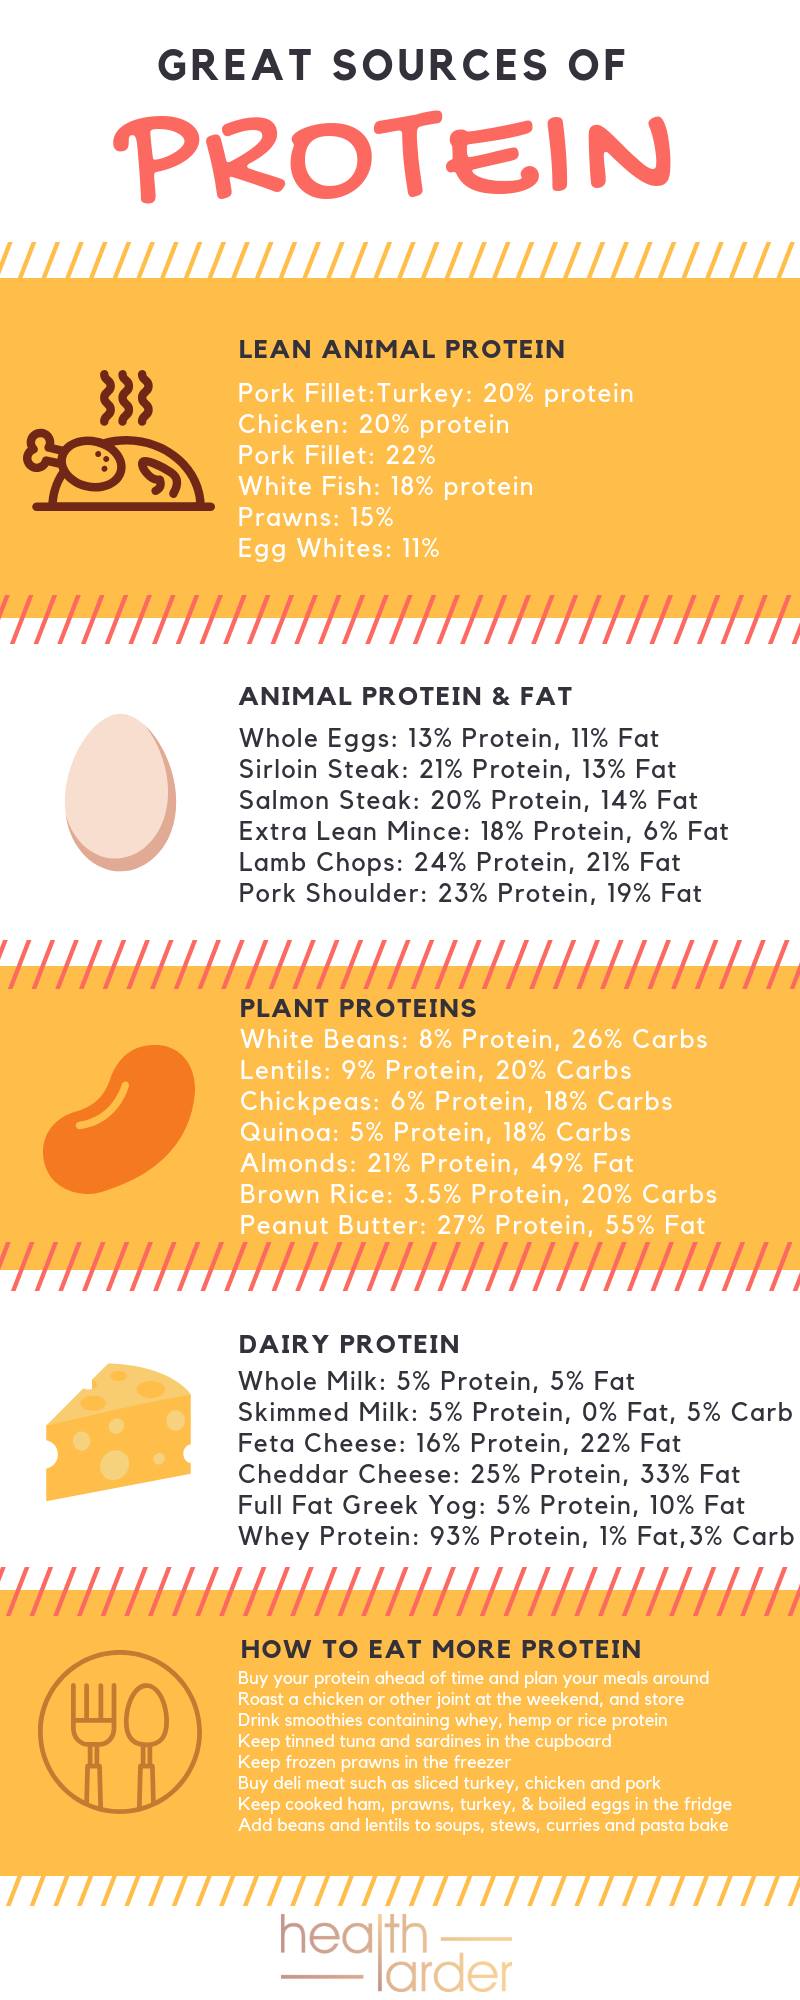 GREAT SOURCES OF
PROTEIN
LEAN ANIMAL PROTEIN
Pork Fillet:Turkey: 20% protein
Chicken: 20% protein
Pork Fillet: 22%
White Fish: 18% protein
Prawns: 15%
Egg Whites: 11%
ANIMAL PROTEIN & FAT
Whole Eggs: 13% Protein, 11% Fat
Sirloin Steak: 21% Protein, 13% Fat
Salmon Steak: 20% Protein, 14% Fat
Extra Lean Mince: 18% Protein, 6% Fat
Lamb Chops: 24% Protein, 21% Fat
Pork Shoulder: 23% Protein, 19% Fat
PLANT PROTEINS
White Beans: 8% Protein, 26% Carbs
Lentils: 9% Protein, 20% Carbs
Chickpeas: 6% Protein, 18% Carbs
Quinoa: 5% Protein, 18% Carbs
Almonds: 21% Protein, 49% Fat
Brown Rice: 3.5% Protein, 20% Carbs
Peanut Butter: 27% Protein, 55% Fat
DAIRY PROTEIN
Whole Milk: 5% Protein, 5% Fat
Skimmed Milk: 5% Protein, 0% Fat, 5% Carb
Feta Cheese: 16% Protein, 22% Fat
Cheddar Cheese: 25% Protein, 33% Fat
Full Fat Greek Yog: 5% Protein, 10% Fat
Whey Protein: 93% Protein, 1% Fat,3% Carb
HOW TO EAT MORE PROTEIN
Buy your protein ahead of time and plan your meals around
Roast a chicken or other joint at the weekend, and store
Drink smoothies containing whey, hemp or rice protein
Keep tinned tuna and sardines in the cupboard
Keep frozen prawns in the freezer
Buy deli meat such as sliced turkey, chicken and pork
Keep cooked ham, prawns, turkey, & boiled eggs in the fridge
Add beans and lentils to soups, stews, curries and pasta bake
health
larder